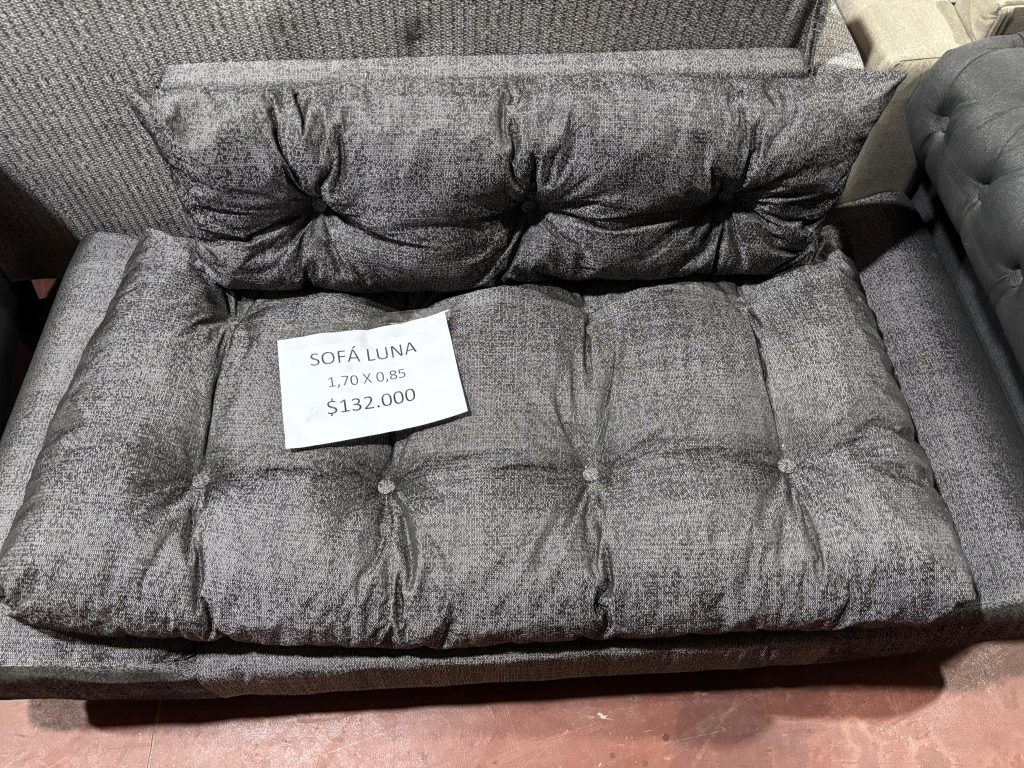 SOFÁ LUNA
1,70 X 0,85
$132.000